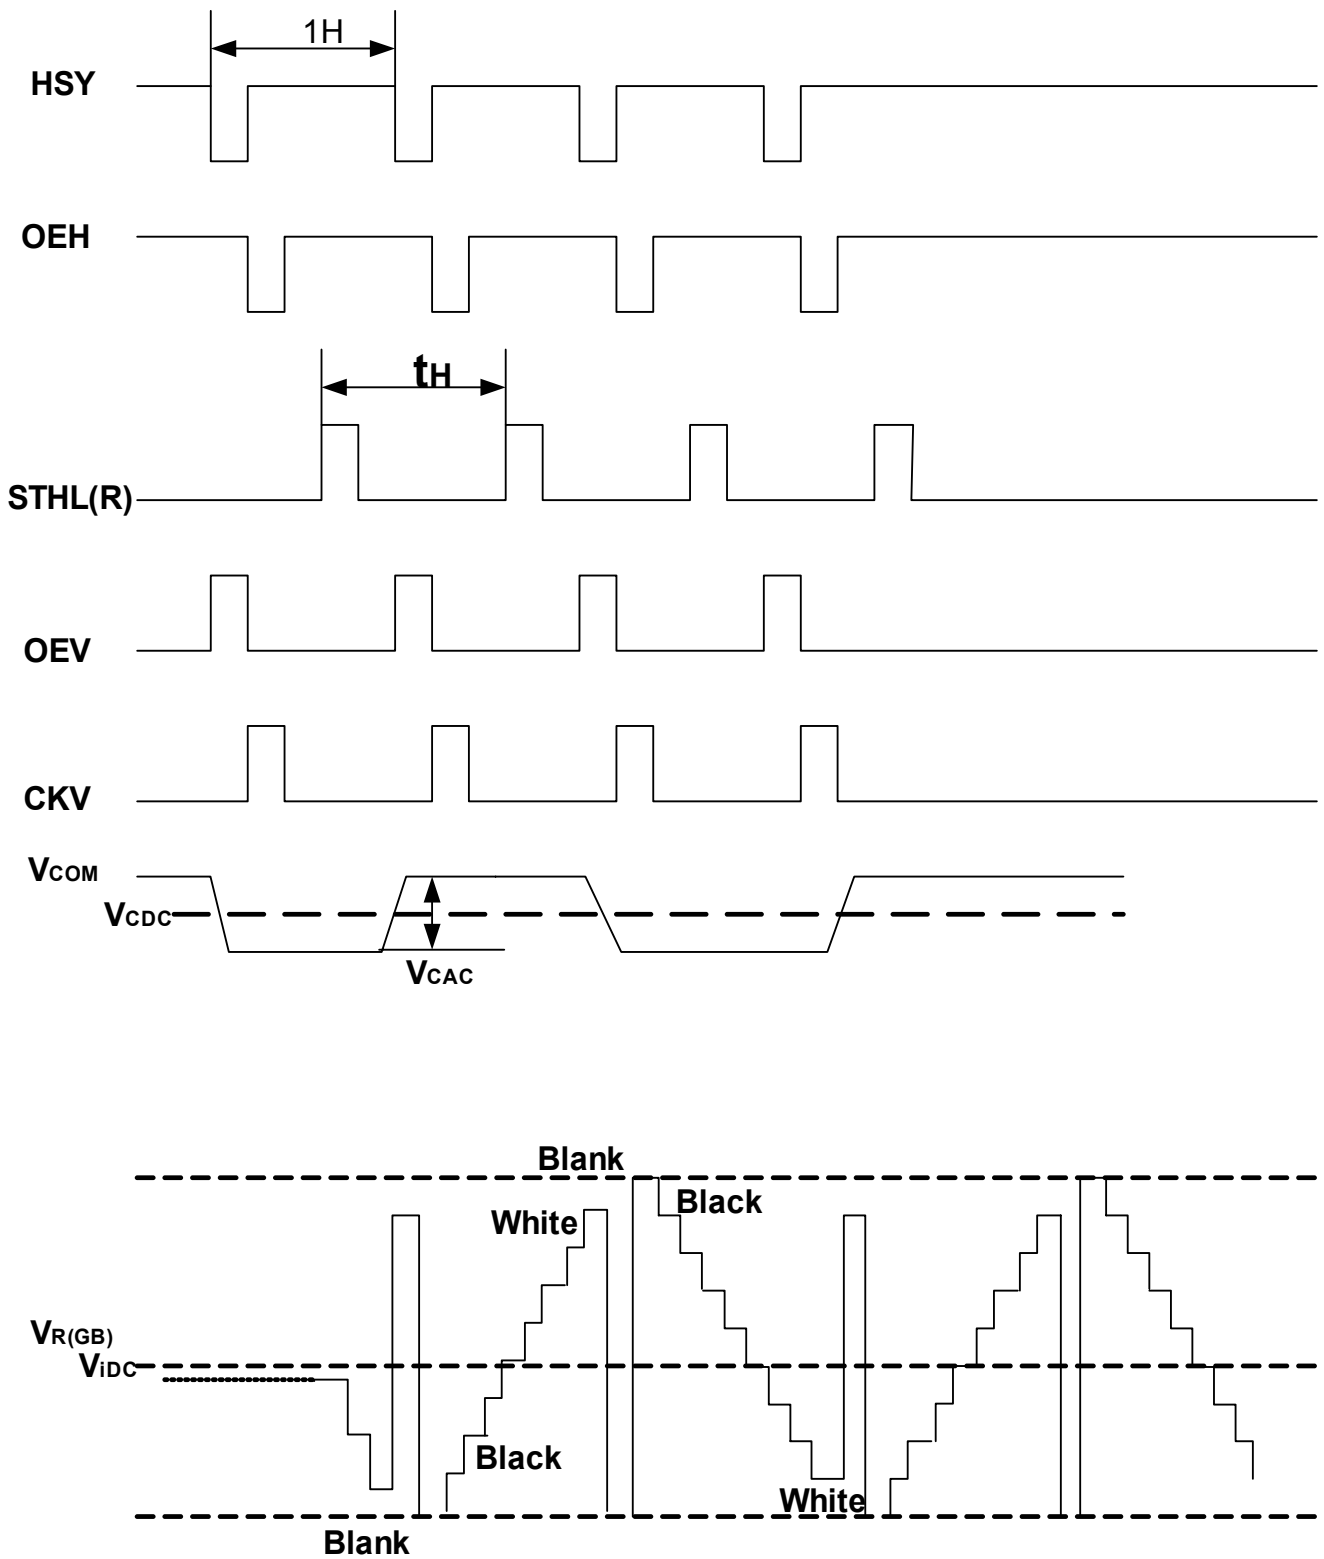 1H
HSY
OEH
tH
STHL(R)
OEV
CKV
VCOM
VCDC
VCAC
Blank
Black
White
VR(GB)
ViDC
Black
White
Blank